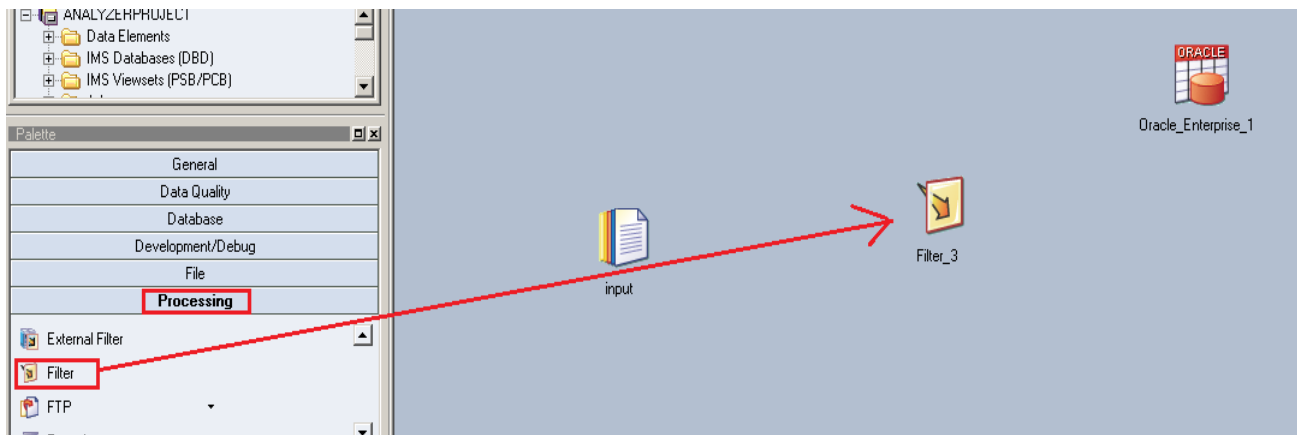 ANALYZERPROJECT
Data Elements
IMS Databases (DBD)
IMS Viewsets (PSB/PCB)
Palette
General
Data Quality
Database
Development/Debug
File
Processing
External Filter
Filter
FTP
input
Filter_3
ORACLE
Oracle_Enterprise_1